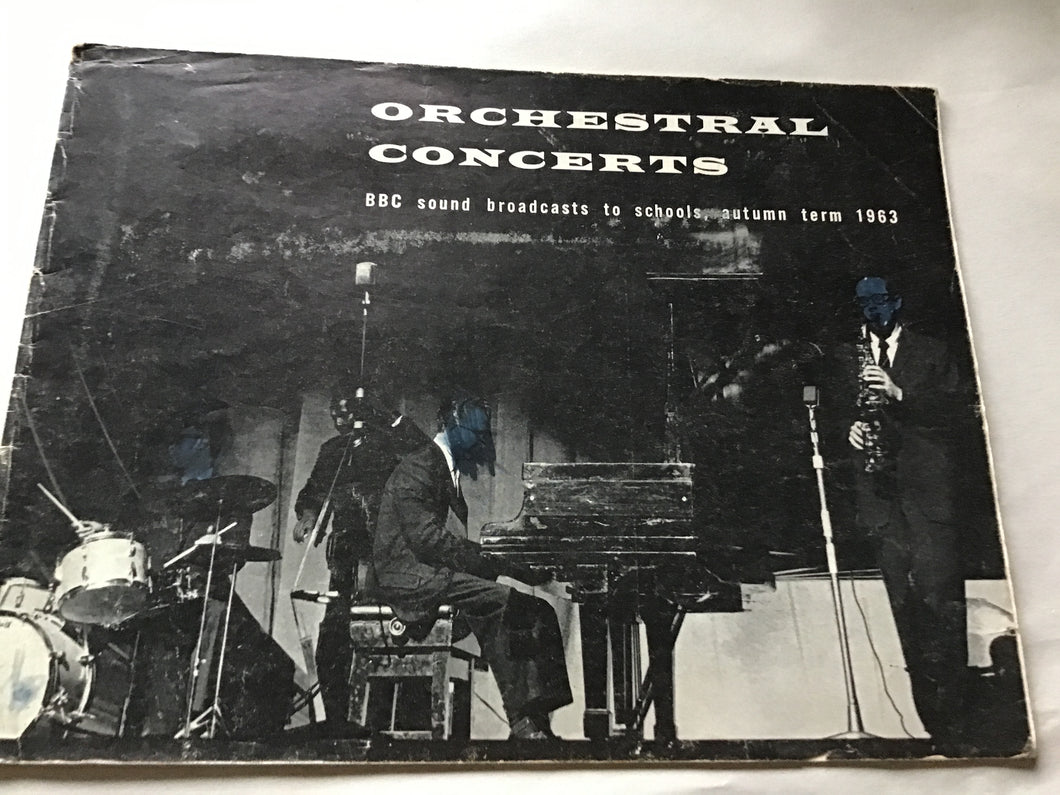 ORCHESTRAL
CONCERTS
BBC sound broadcasts to schools, autumn term 1963